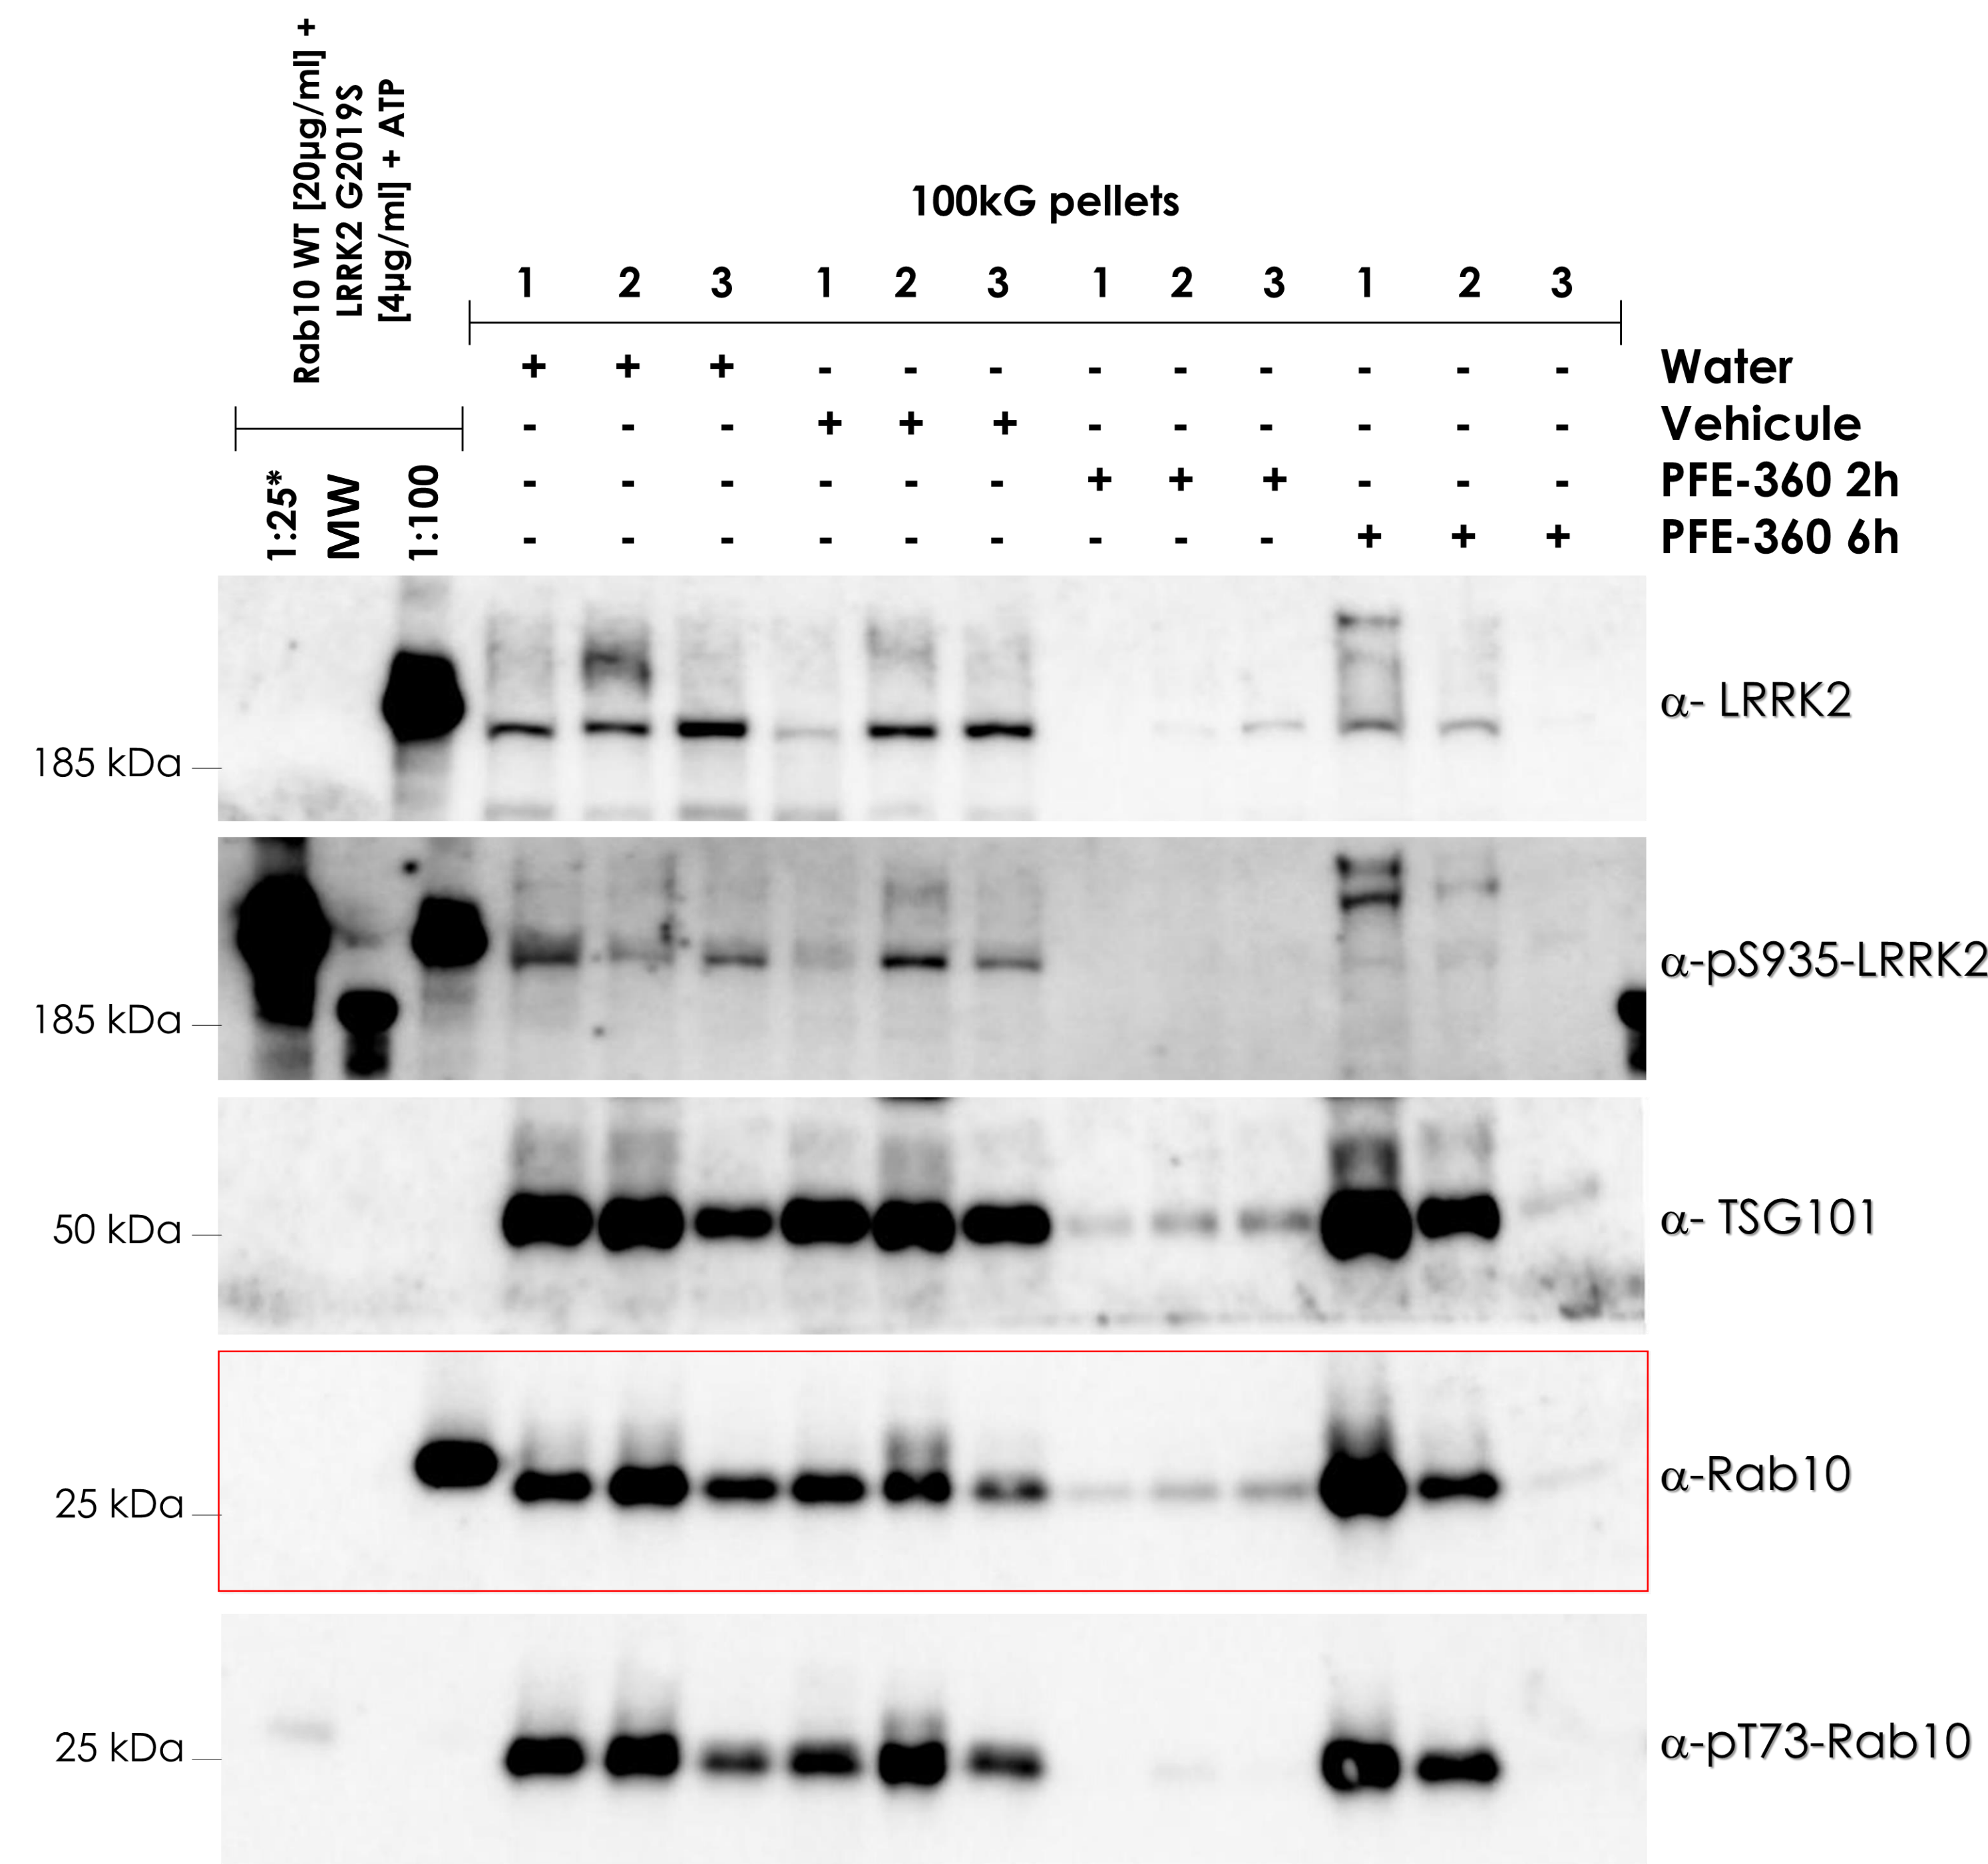 Rab10 WT [20µg/ml] +
LRRK2 G2019S
[4µg/ml] + ATP
100kG pellets
1 2 3 1 2 3 1 2 3 1 2 3
+ + + - - - - - - - - - Water
- - - + + + - - - - - - Vehicule
- - - - - - + + + - - - PFE-360 2h
- - - - - - - - - + + + PFE-360 6h
1:25* MW 1:100
α- LRRK2
185 kDa
α-pS935-LRRK2
185 kDa
50 kDa α- TSG101
α-Rab10
25 kDa
25 kDa α-pT73-Rab10